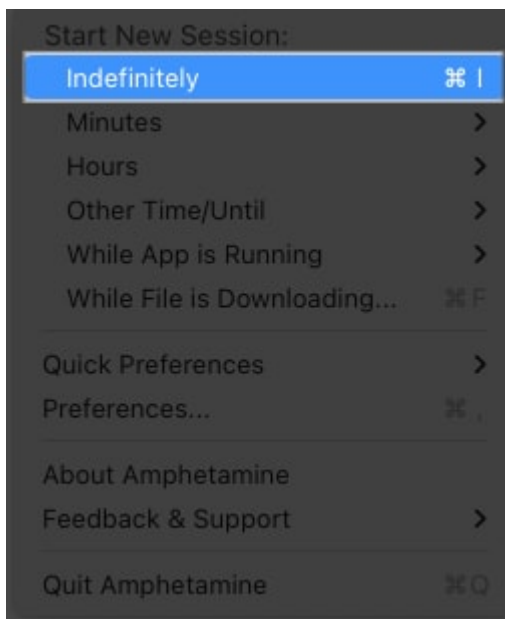 Start New Session:
Indefinitely ⌘ I
Minutes
Hours
Other Time/Until
While App is Running
While File is Downloading... ⌘ F
Quick Preferences
Preferences... ⌘ ,
About Amphetamine
Feedback & Support
Quit Amphetamine ⌘ Q